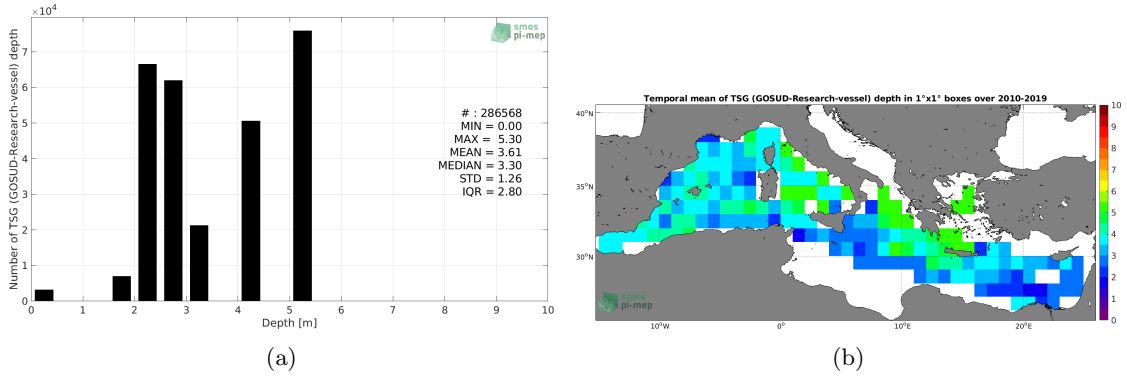 ×10⁴
smos
pi-mep
7
6
5
4
3
2
1
0
Number of TSG (GOSUD-Research-vessel) depth
# : 286568
MIN = 0.00
MAX = 5.30
MEAN = 3.61
MEDIAN = 3.30
STD = 1.26
IQR = 2.80
0 1 2 3 4 5 6 7 8 9 10
Depth [m]
(a)
Temporal mean of TSG (GOSUD-Research-vessel) depth in 1°x1° boxes over 2010-2019
40°N
35°N
30°N
10°W 0° 10°E 20°E
10
9
8
7
6
5
4
3
2
1
0
smos
pi-mep
(b)